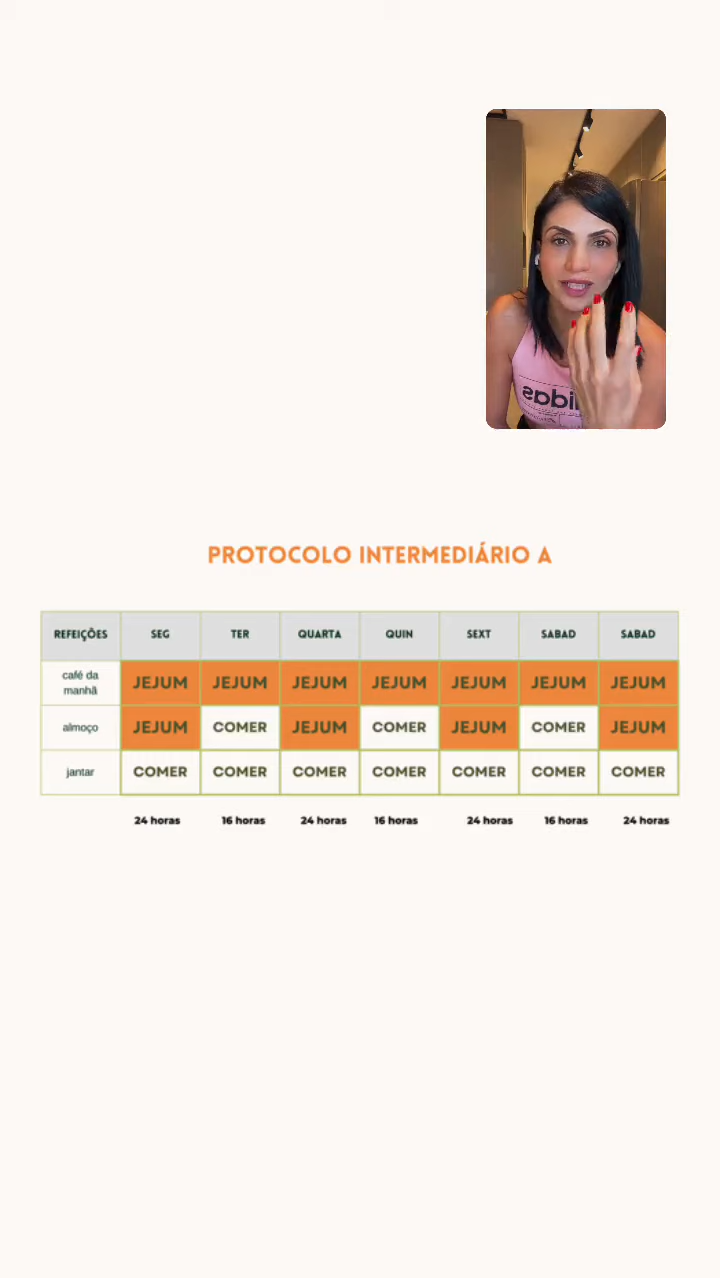 PROTOCOLO INTERMEDIÁRIO A
REFEIÇÕES SEG TER QUARTA QUIN SEXT SABAD SABAD
café da
manhã
JEJUM JEJUM JEJUM JEJUM JEJUM JEJUM JEJUM
almoço JEJUM COMER JEJUM COMER JEJUM COMER JEJUM
jantar COMER COMER COMER COMER COMER COMER COMER
24 horas 16 horas 24 horas 16 horas 24 horas 16 horas 24 horas